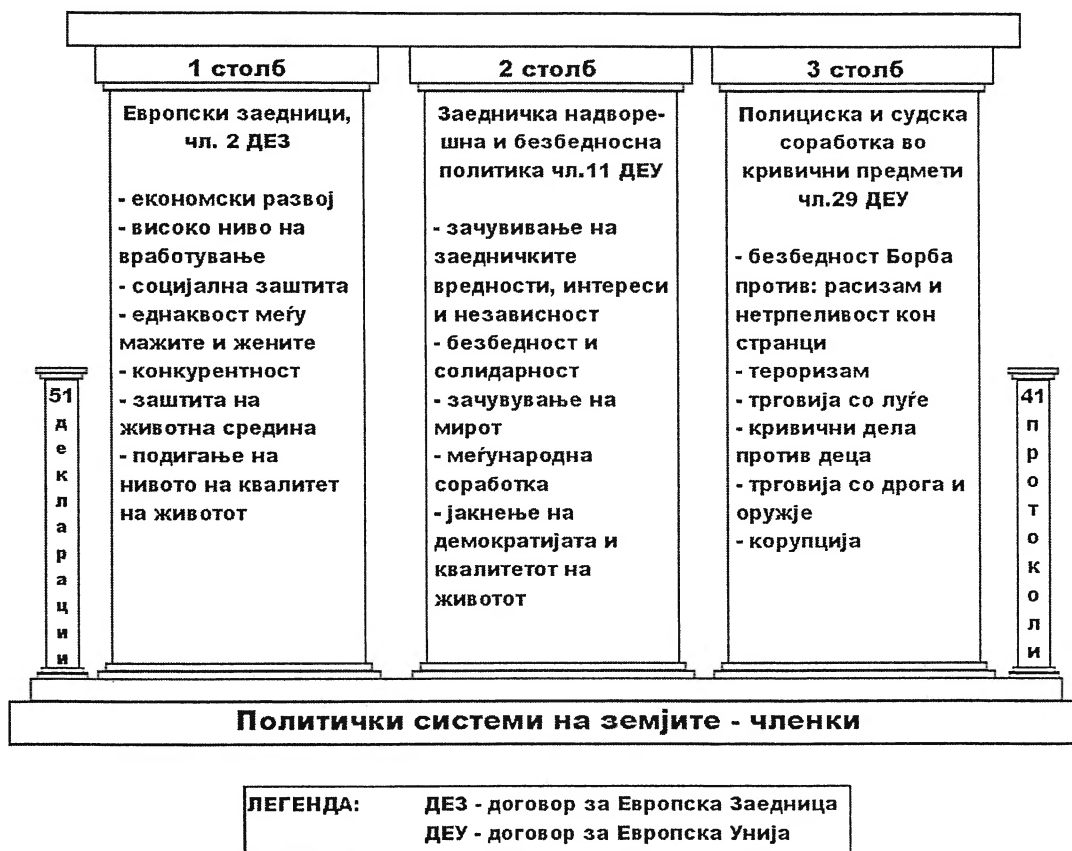 1 столб
Европски заедници,
чл. 2 ДЕЗ
- економски развој
- високо ниво на
вработување
- социјална заштита
- еднаквост меѓу
мажите и жените
- конкурентност
- заштита на
животна средина
- подигање на
нивото на квалитет
на животот
2 столб
Заедничка надворе-
шна и безбедносна
политика чл.11 ДЕУ
- зачувивање на
заедничките
вредности, интереси
и независност
- безбедност и
солидарност
- зачувување на
мирот
- меѓународна
соработка
- јакнење на
демократијата и
квалитетот на
животот
3 столб
Полициска и судска
соработка во
кривични предмети
чл.29 ДЕУ
- безбедност Борба
против: расизам и
нетрпеливост кон
странци
- тероризам
- трговија со луѓе
- кривични дела
против деца
- трговија со дрога и
оружје
- корупција
51
декларации
41
протоколи
Политички системи на земјите - членки
ЛЕГЕНДА: ДЕЗ - договор за Европска Заедница
ДЕУ - договор за Европска Унија